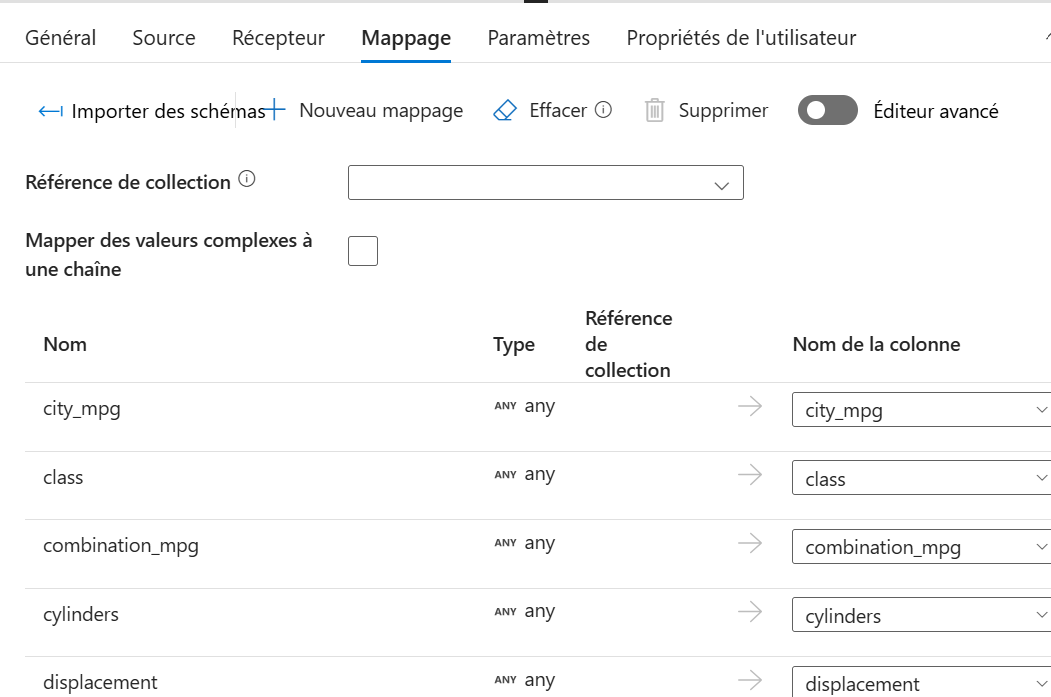 Général Source Récepteur Mappage Paramètres Propriétés de l'utilisateur
Importer des schémas Nouveau mappage Effacer Supprimer Éditeur avancé
Référence de collection
Mapper des valeurs complexes à
une chaîne
Référence
de
collection
Nom Type Nom de la colonne
city_mpg ANY any city_mpg
class ANY any class
combination_mpg ANY any combination_mpg
cylinders ANY any cylinders
displacement ANY any displacement